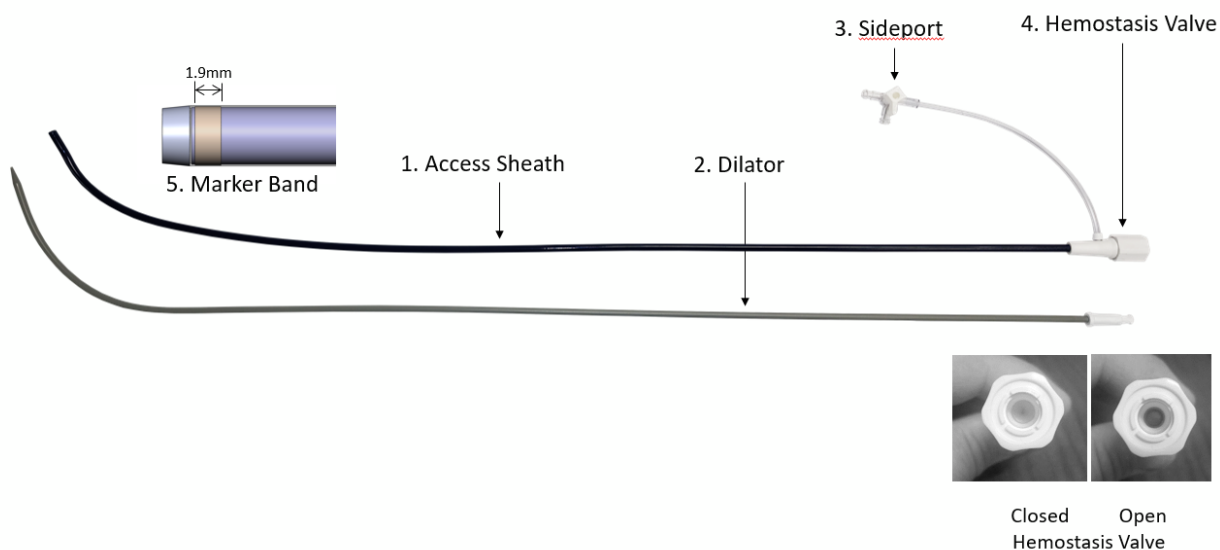 3. Sideport
4. Hemostasis Valve
1.9mm
5. Marker Band
1. Access Sheath
2. Dilator
Closed
Open
Hemostasis Valve